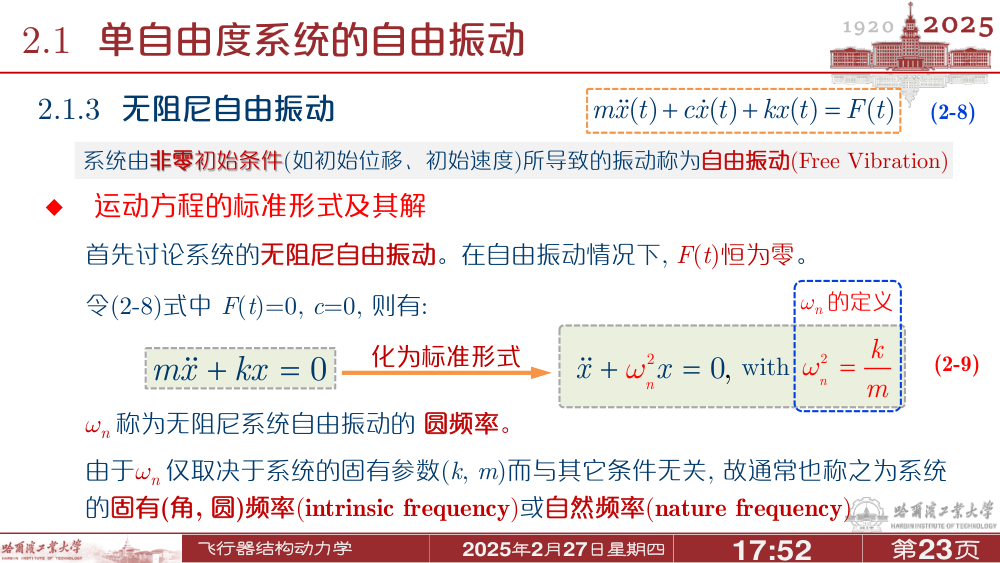 2.1 单自由度系统的自由振动
1920 2025
2.1.3 无阻尼自由振动
mẍ(t) + cẋ(t) + kx(t) = F(t) (2-8)
系统由非零初始条件(如初始位移、初始速度)所导致的振动称为自由振动(Free Vibration)
◆ 运动方程的标准形式及其解
首先讨论系统的无阻尼自由振动。在自由振动情况下, F(t)恒为零。
令(2-8)式中 F(t)=0, c=0, 则有:
ωn 的定义
mẍ + kx = 0
化为标准形式
ẍ + ωn²x = 0, with ωn² = k/m (2-9)
ωn 称为无阻尼系统自由振动的 圆频率。
由于ωn 仅取决于系统的固有参数(k, m)而与其它条件无关, 故通常也称之为系统
的固有(角, 圆)频率(intrinsic frequency)或自然频率(nature frequency)
哈尔滨工业大学
HARBIN INSTITUTE OF TECHNOLOGY
哈尔滨工业大学
HARBIN INSTITUTE OF TECHNOLOGY
飞行器结构动力学
2025年2月27日星期四
17:52
第23页